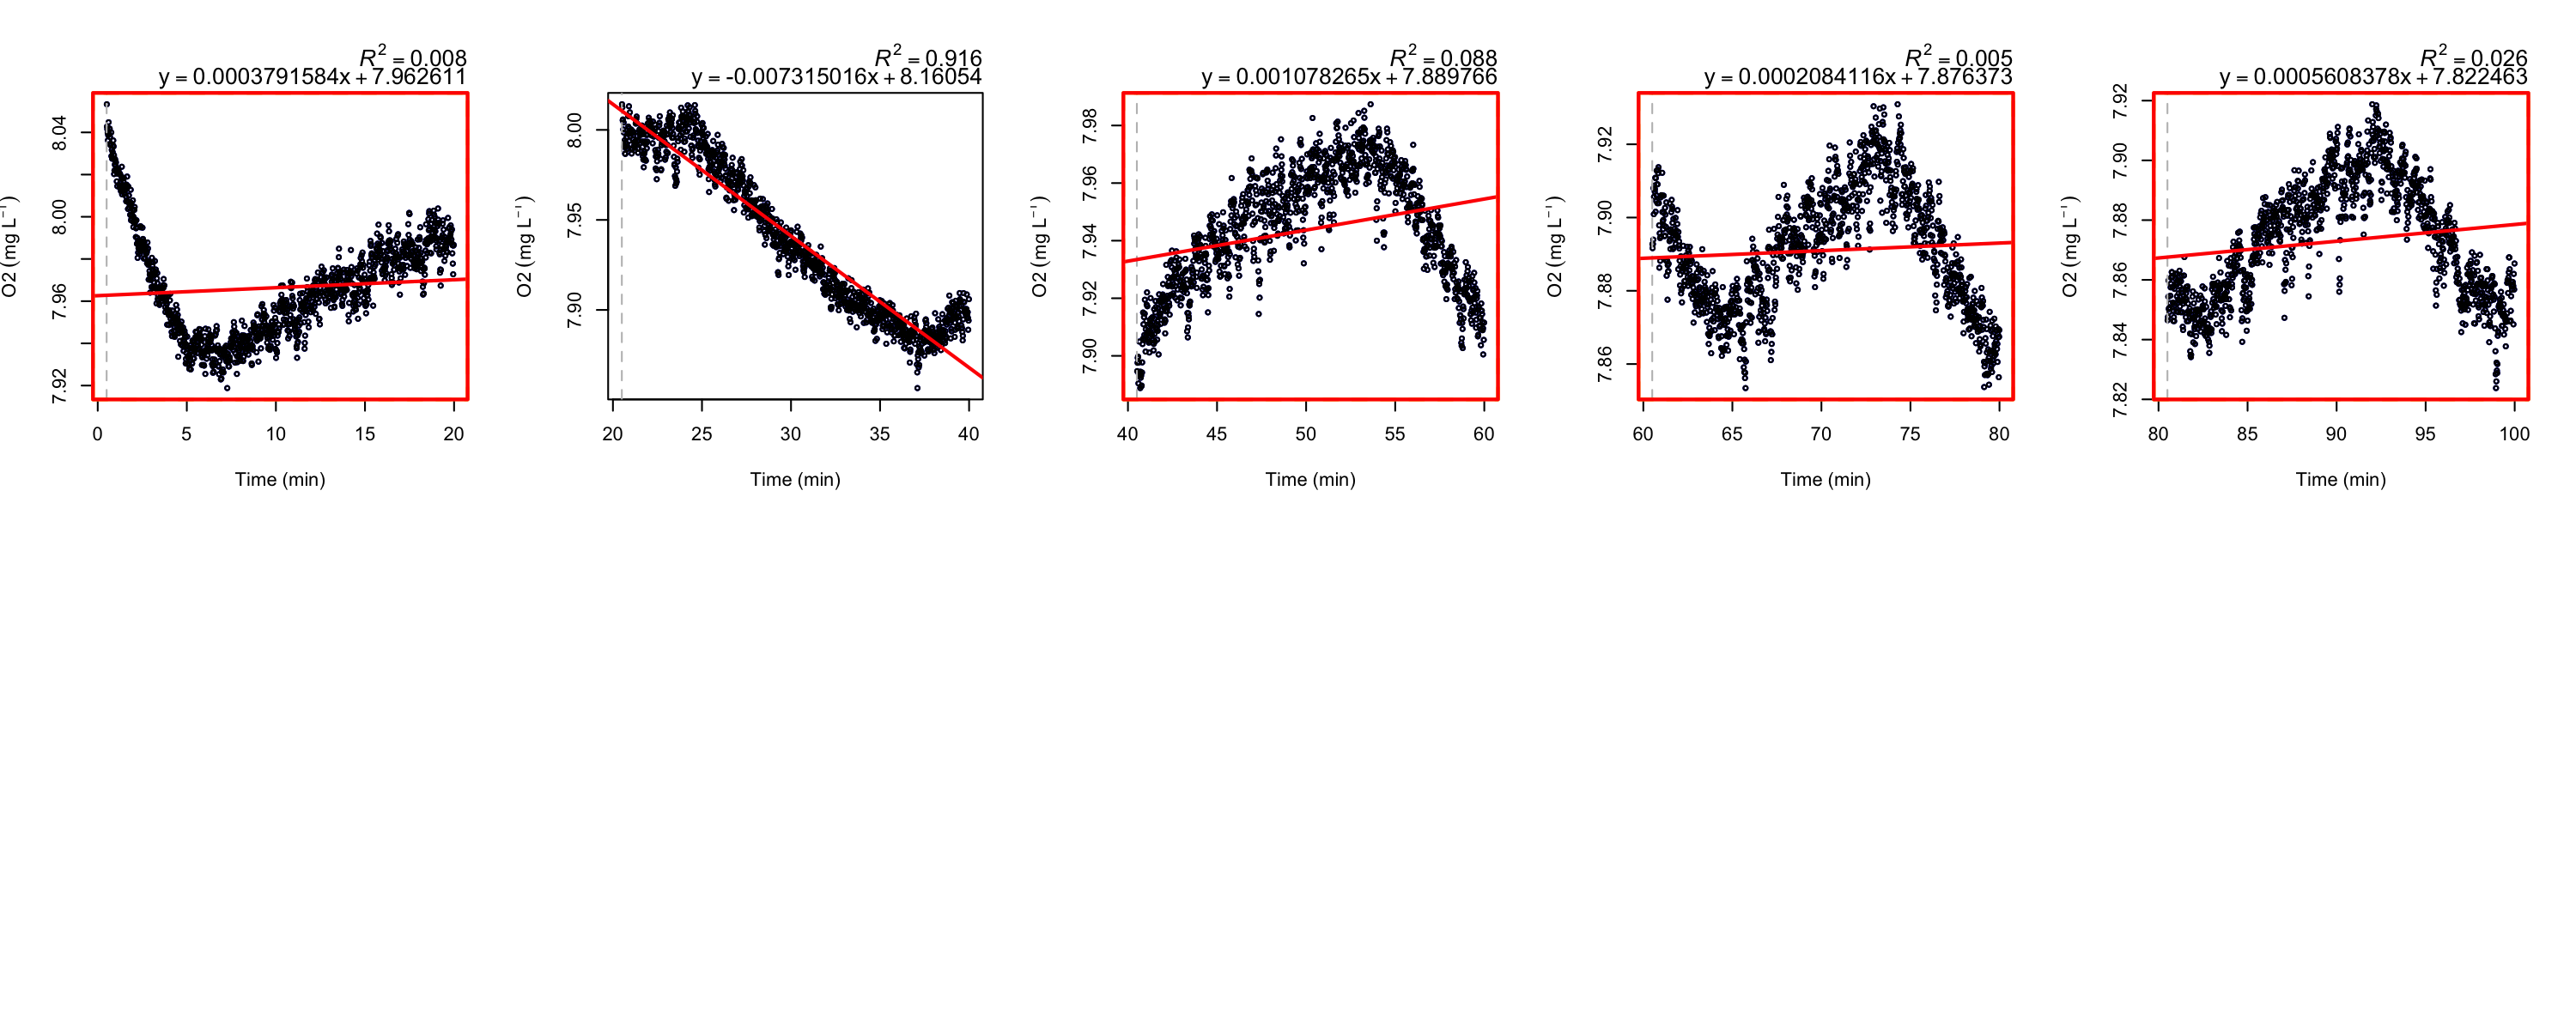 R² = 0.008
y = 0.0003791584x + 7.962611
O2 (mg L⁻¹)
8.04
8.00
7.96
7.92
0 5 10 15 20
Time (min)
R² = 0.916
y = -0.007315016x + 8.16054
O2 (mg L⁻¹)
8.00
7.95
7.90
20 25 30 35 40
Time (min)
R² = 0.088
y = 0.001078265x + 7.889766
O2 (mg L⁻¹)
7.98
7.96
7.94
7.92
7.90
40 45 50 55 60
Time (min)
R² = 0.005
y = 0.0002084116x + 7.876373
O2 (mg L⁻¹)
7.92
7.90
7.88
7.86
60 65 70 75 80
Time (min)
R² = 0.026
y = 0.0005608378x + 7.822463
O2 (mg L⁻¹)
7.92
7.90
7.88
7.86
7.84
7.82
80 85 90 95 100
Time (min)